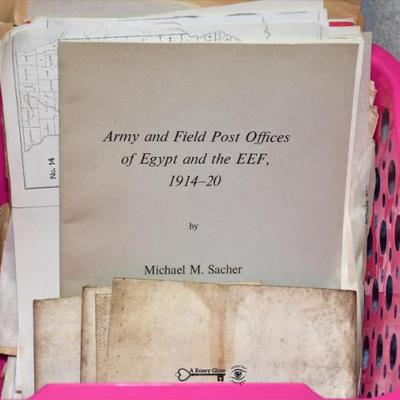 No. 14
Army and Field Post Offices
of Egypt and the EEF,
1914–20
by
Michael M. Sacher
A Rosey Glow